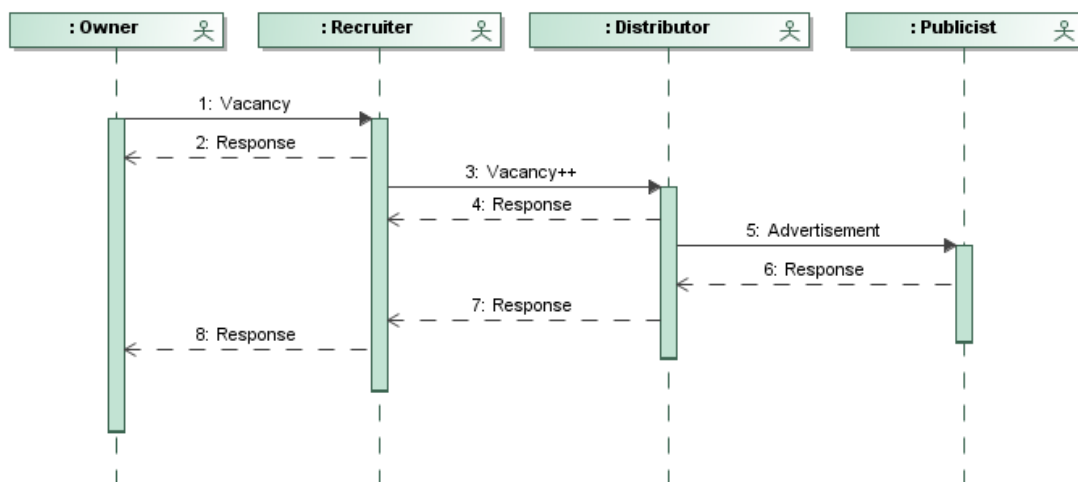 : Owner
: Recruiter
: Distributor
: Publicist
1: Vacancy
2: Response
3: Vacancy++
4: Response
5: Advertisement
6: Response
7: Response
8: Response